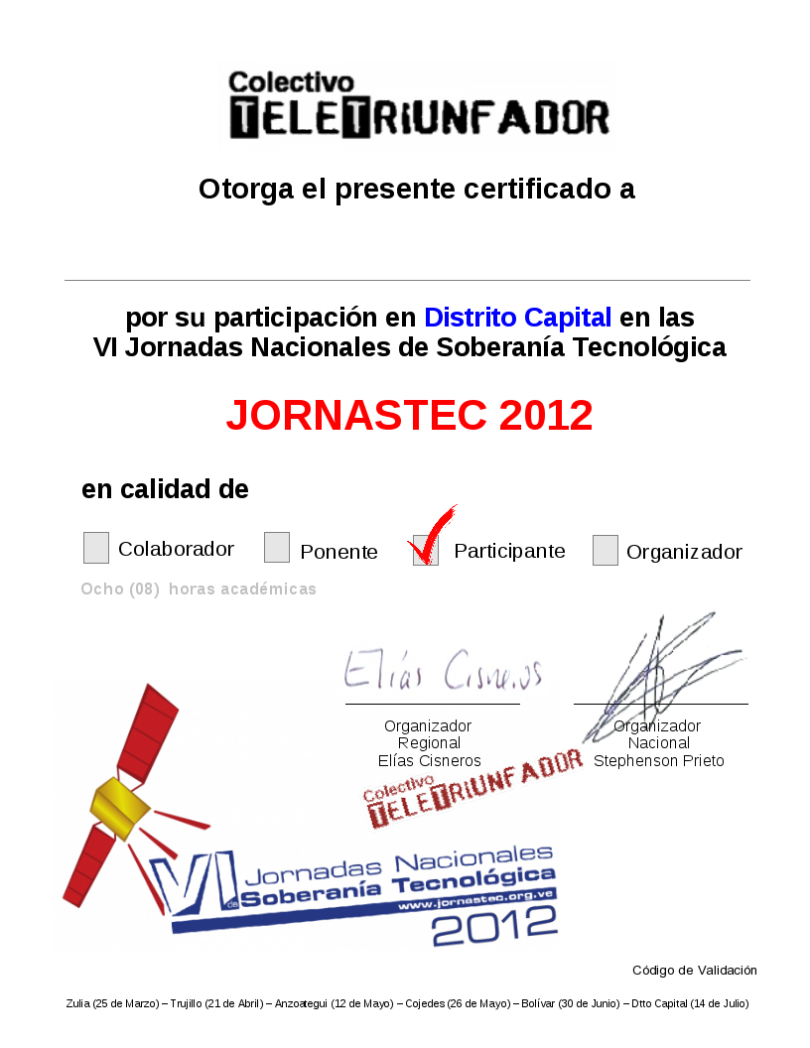 Colectivo
TELETRiUNFADOR
Otorga el presente certificado a
por su participación en Distrito Capital en las
VI Jornadas Nacionales de Soberanía Tecnológica
JORNASTEC 2012
en calidad de
Colaborador Ponente Participante Organizador
Ocho (08) horas académicas
Elías Cisneros
Organizador
Regional
Elías Cisneros
Organizador
Nacional
Stephenson Prieto
Colectivo
TELETRiUNFADOR
VI Jornadas Nacionales
de Soberanía Tecnológica
www.jornastec.org.ve
2012
Código de Validación
Zulia (25 de Marzo) – Trujillo (21 de Abril) – Anzoategui (12 de Mayo) – Cojedes (26 de Mayo) – Bolívar (30 de Junio) – Dtto Capital (14 de Julio)